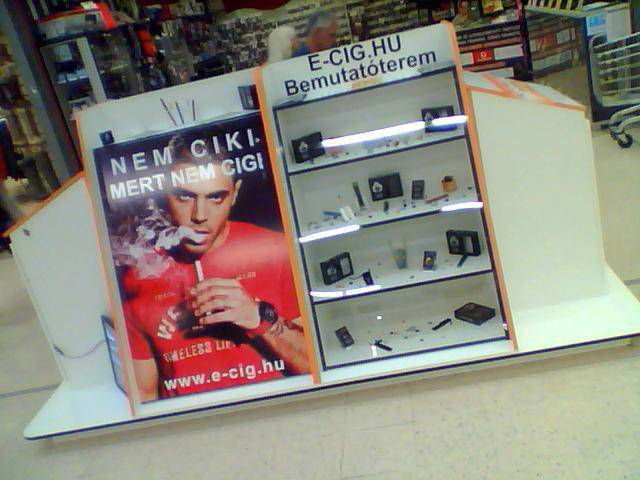 E-CIG.HU
Bemutatóterem
NEM CIKI.
MERT NEM CIGI
www.e-cig.hu